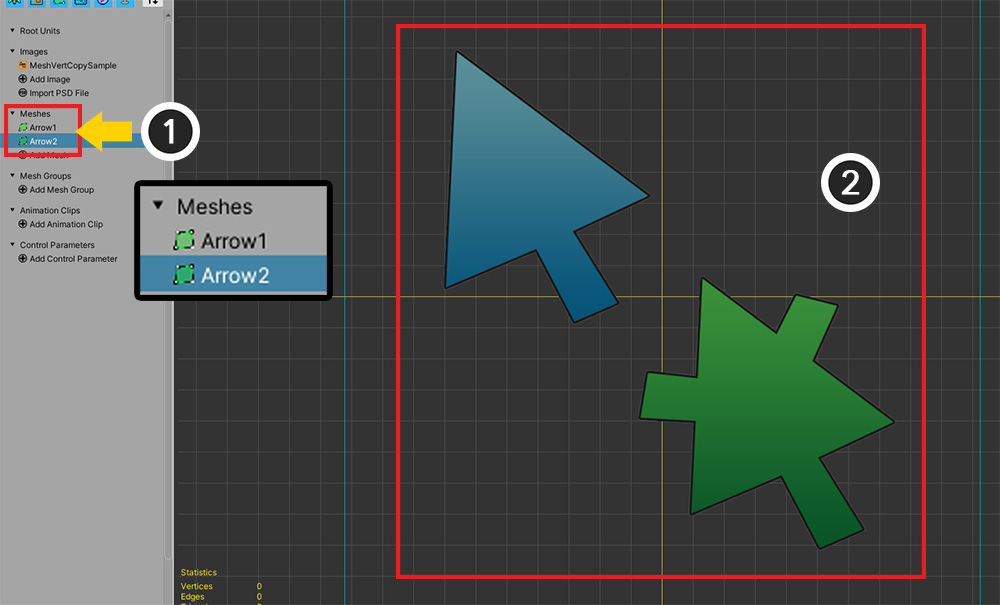 Root Units
Images
MeshVertCopySample
Add Image
Import PSD File
Meshes
Arrow1
Arrow2
Add Mesh
Mesh Groups
Add Mesh Group
Animation Clips
Add Animation Clip
Control Parameters
Add Control Parameter
1
Meshes
Arrow1
Arrow2
2
Statistics
Vertices 0
Edges 0